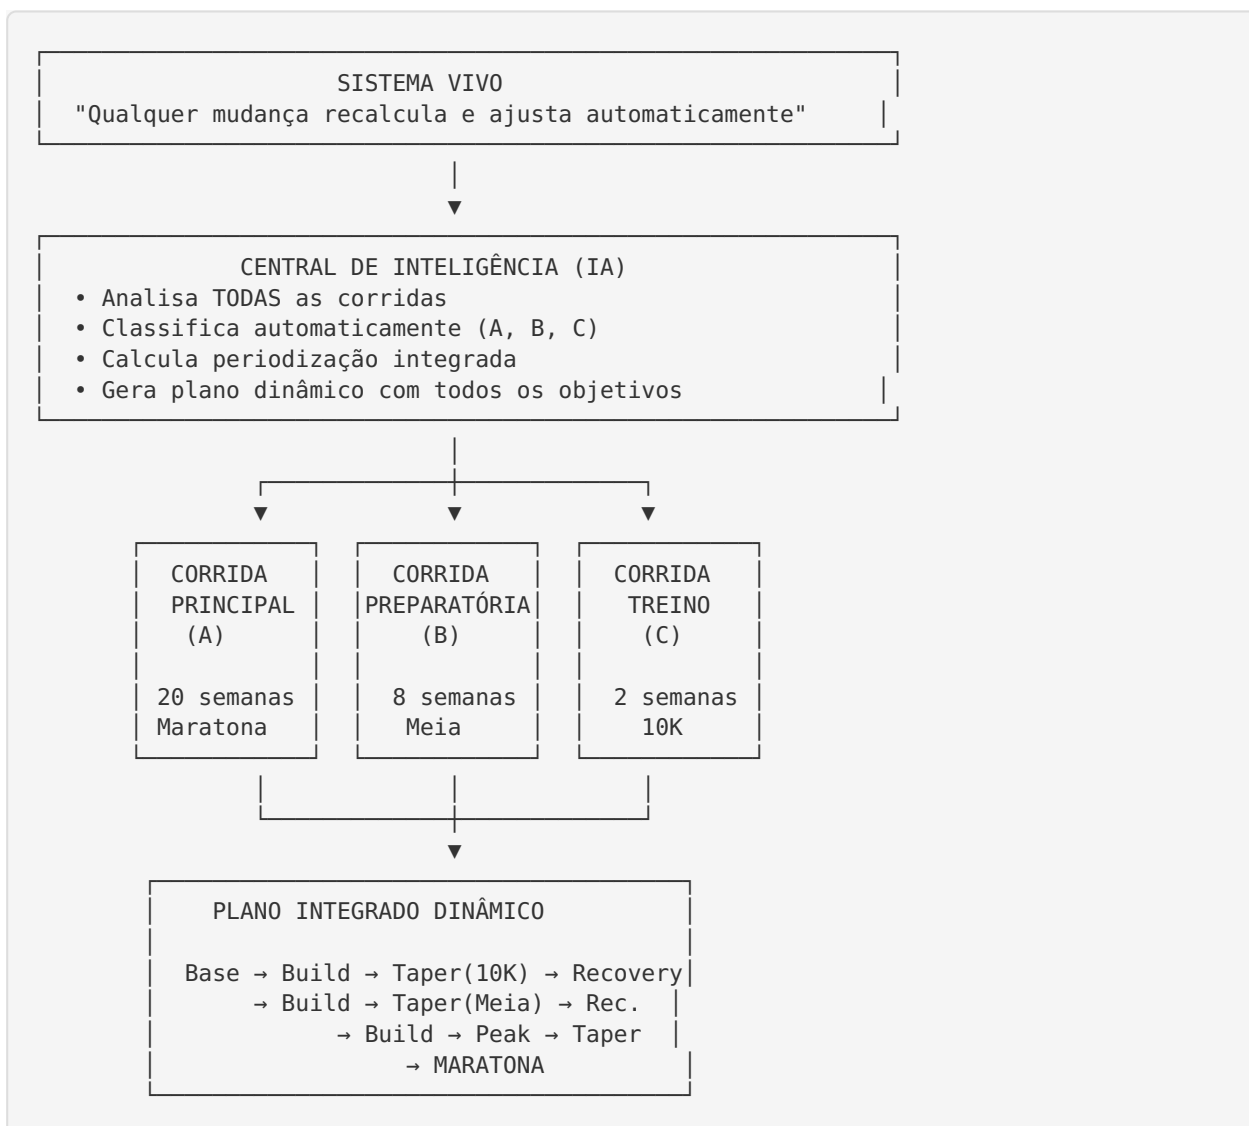 SISTEMA VIVO
"Qualquer mudança recalcula e ajusta automaticamente"
CENTRAL DE INTELIGÊNCIA (IA)
• Analisa TODAS as corridas
• Classifica automaticamente (A, B, C)
• Calcula periodização integrada
• Gera plano dinâmico com todos os objetivos
CORRIDA
PRINCIPAL
(A)
20 semanas
Maratona
CORRIDA
PREPARATÓRIA
(B)
8 semanas
Meia
CORRIDA
TREINO
(C)
2 semanas
10K
PLANO INTEGRADO DINÂMICO
Base → Build → Taper(10K) → Recovery
→ Build → Taper(Meia) → Rec.
→ Build → Peak → Taper
→ MARATONA